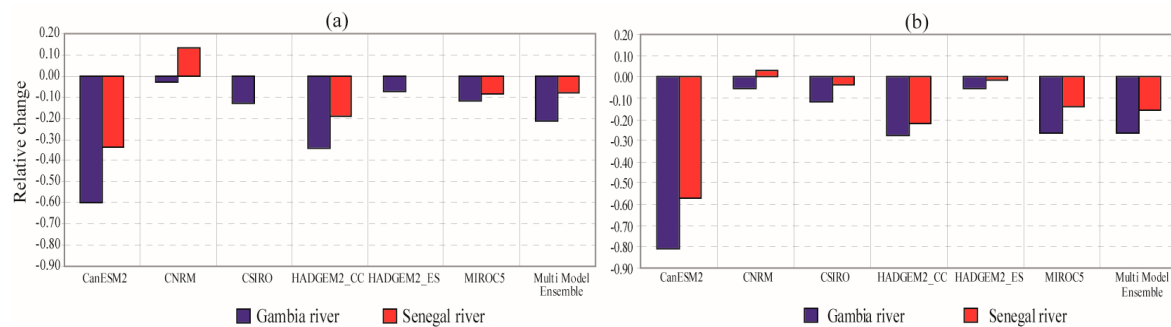 (a)
Relative change
0.20
0.10
0.00
-0.10
-0.20
-0.30
-0.40
-0.50
-0.60
-0.70
-0.80
-0.90
CanESM2 CNRM CSIRO HADGEM2_CC HADGEM2_ES MIROC5 Multi Model
Ensemble
Gambia river Senegal river
(b)
0.20
0.10
0.00
-0.10
-0.20
-0.30
-0.40
-0.50
-0.60
-0.70
-0.80
-0.90
CanESM2 CNRM CSIRO HADGEM2_CC HADGEM2_ES MIROC5 Multi Model
Ensemble
Gambia river Senegal river